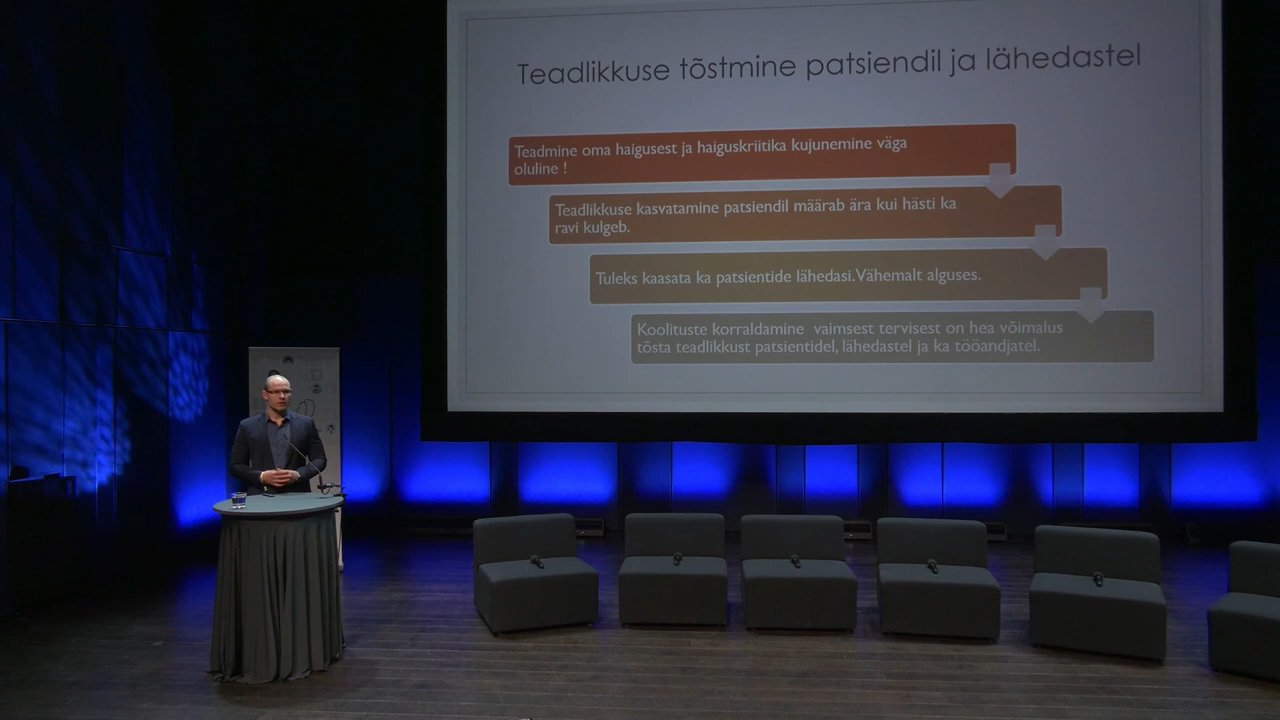 Teadlikkuse tõstmine patsiendil ja lähedastel
Teadmine oma haigusest ja haiguskriitika kujunemine väga
oluline !
Teadlikkuse kasvatamine patsiendil määrab ära kui hästi ka
ravi kulgeb.
Tuleks kaasata ka patsientide lähedasi. Vähemalt alguses.
Koolituste korraldamine vaimsest tervisest on hea võimalus
tõsta teadlikkust patsientidel, lähedastel ja ka tööandjatel.